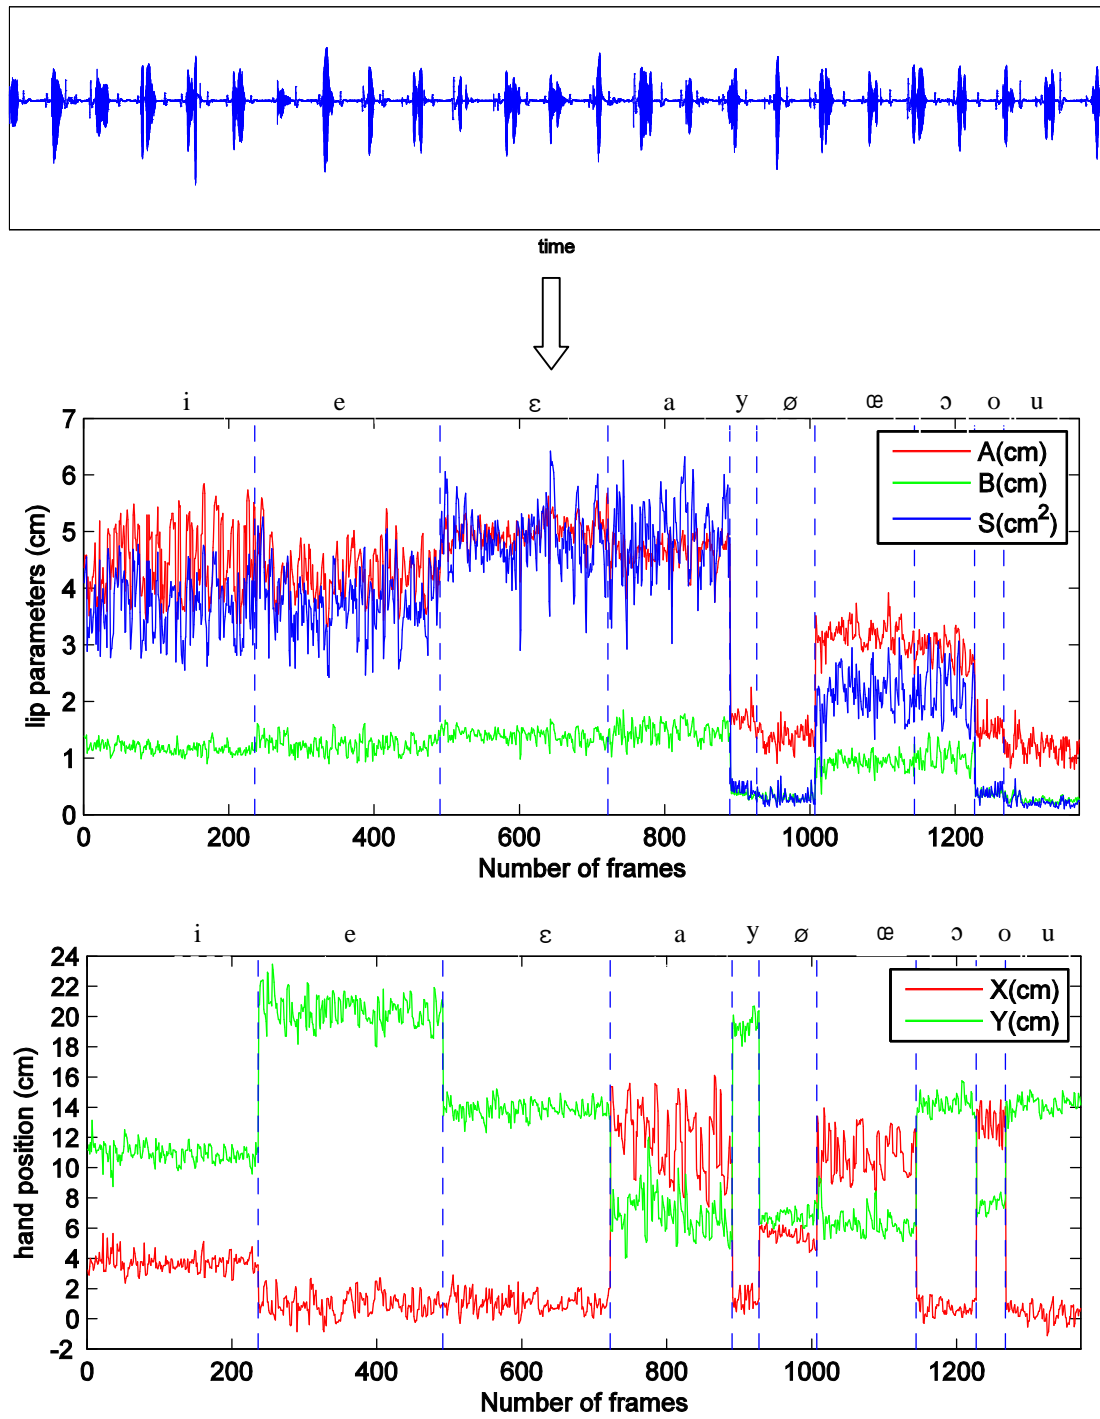 time
i e ε a y ø œ ɔ o u
7
6
5
4
3
2
1
0
lip parameters (cm)
A(cm)
B(cm)
S(cm²)
0 200 400 600 800 1000 1200
Number of frames
i e ε a y ø œ ɔ o u
24
22
20
18
16
14
12
10
8
6
4
2
0
-2
hand position (cm)
X(cm)
Y(cm)
0 200 400 600 800 1000 1200
Number of frames